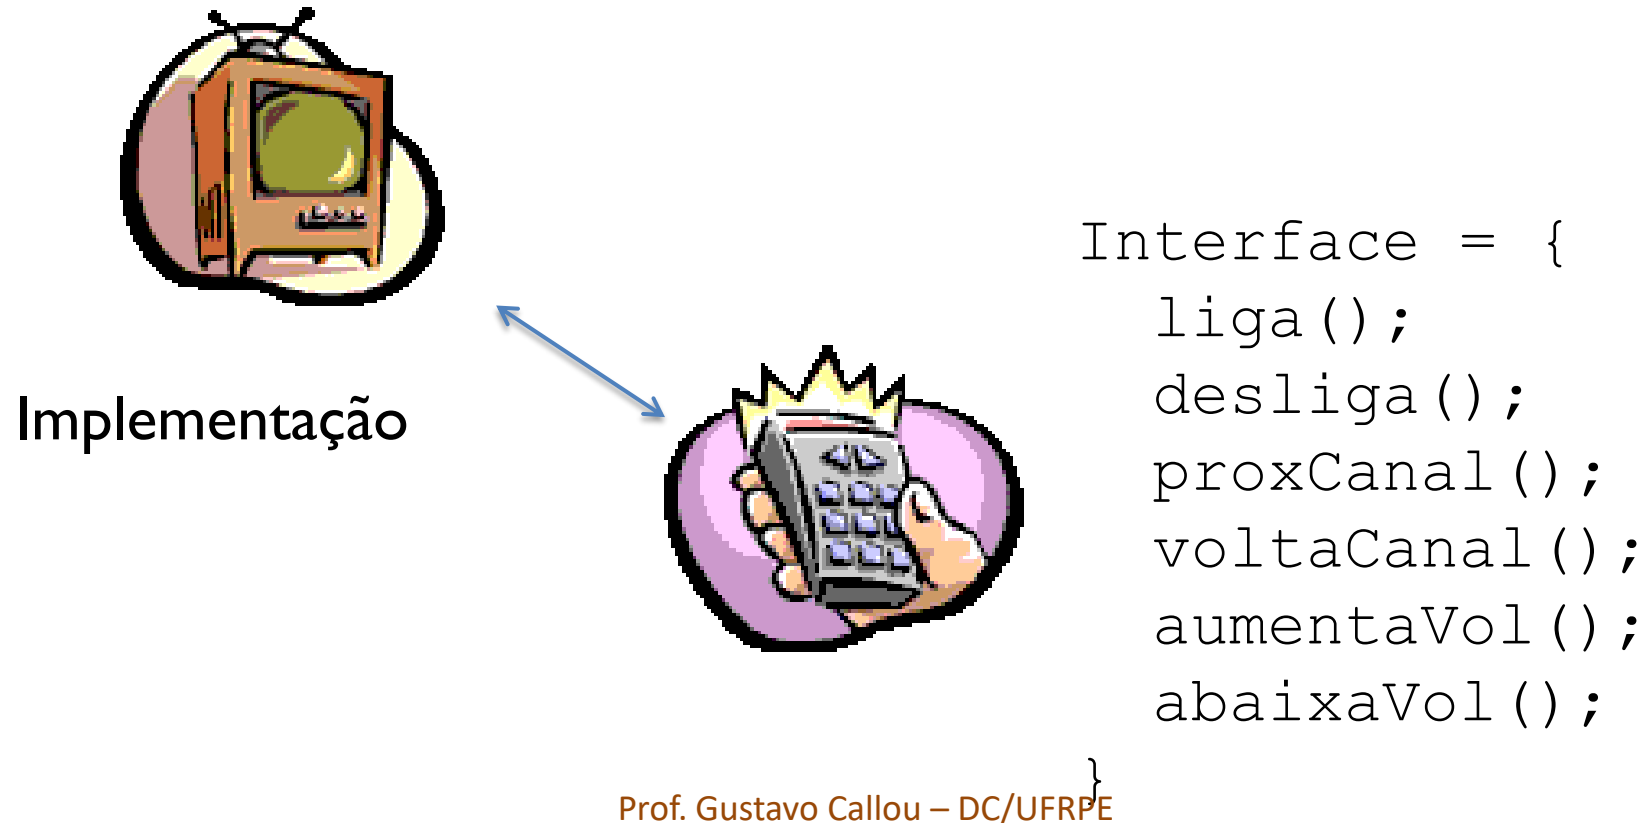 Implementação
Interface = {
liga();
desliga();
proxCanal();
voltaCanal();
aumentaVol();
abaixaVol();
}
Prof. Gustavo Callou – DC/UFRPE